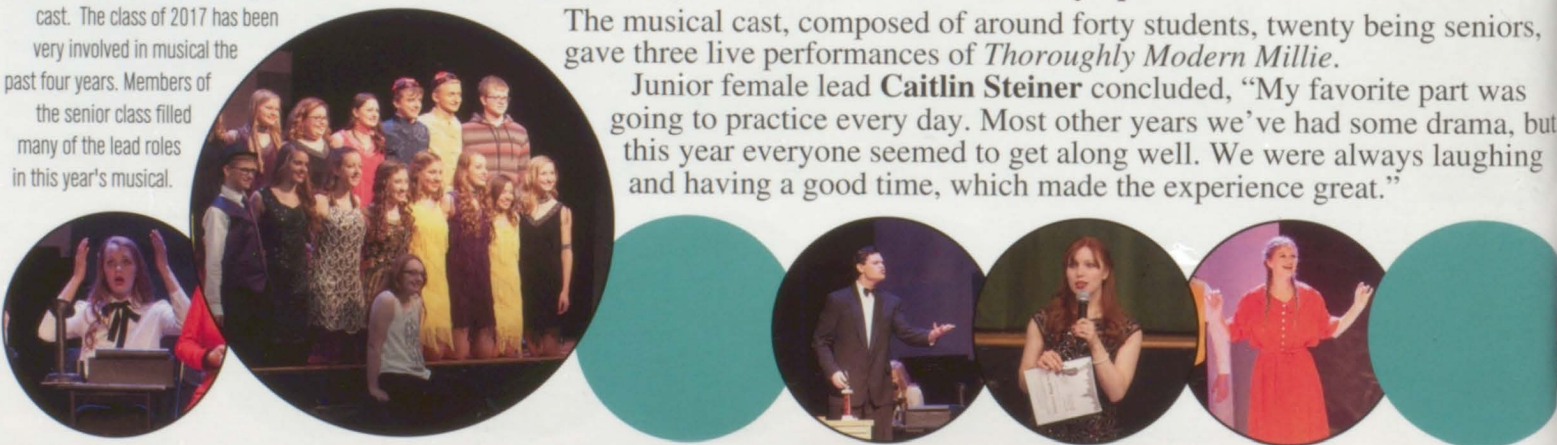 cast. The class of 2017 has been
very involved in musical the
past four years. Members of
the senior class filled
many of the lead roles
in this year's musical.
The musical cast, composed of around forty students, twenty being seniors,
gave three live performances of Thoroughly Modern Millie.
Junior female lead Caitlin Steiner concluded, “My favorite part was
going to practice every day. Most other years we’ve had some drama, but
this year everyone seemed to get along well. We were always laughing
and having a good time, which made the experience great.”